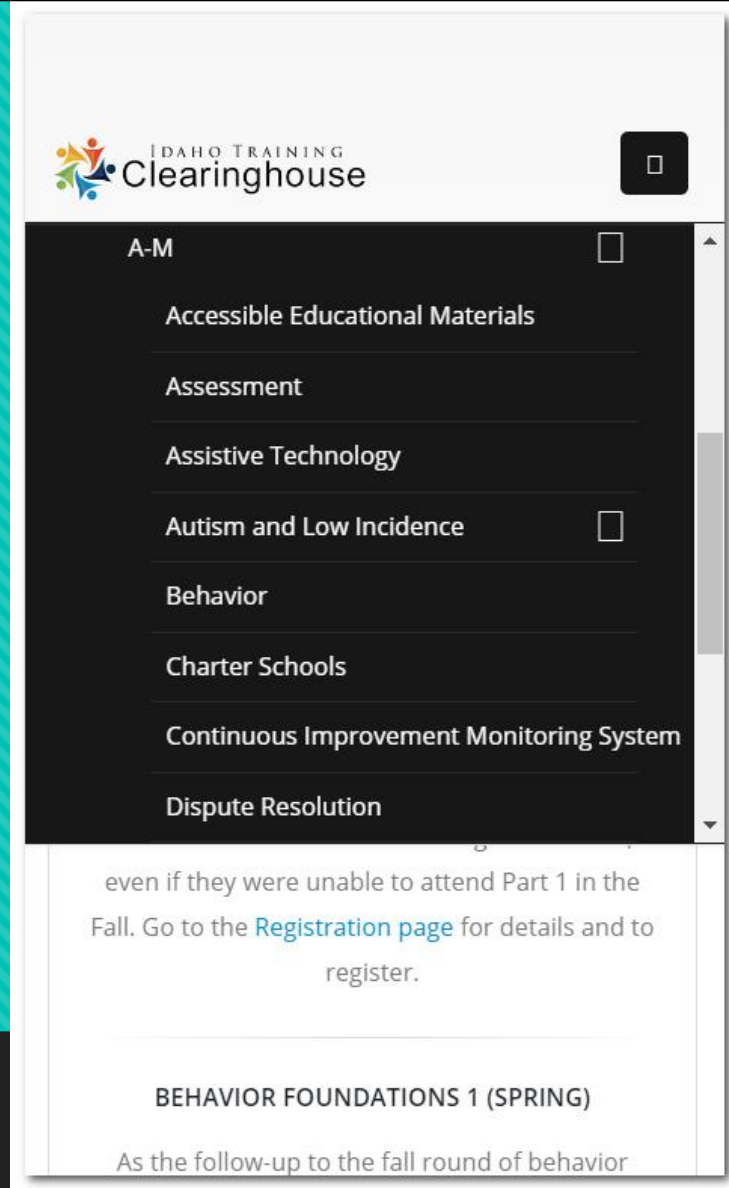 IDAHO TRAINING
Clearinghouse
A-M
Accessible Educational Materials
Assessment
Assistive Technology
Autism and Low Incidence
Behavior
Charter Schools
Continuous Improvement Monitoring System
Dispute Resolution
even if they were unable to attend Part 1 in the
Fall. Go to the Registration page for details and to
register.
BEHAVIOR FOUNDATIONS 1 (SPRING)
As the follow-up to the fall round of behavior